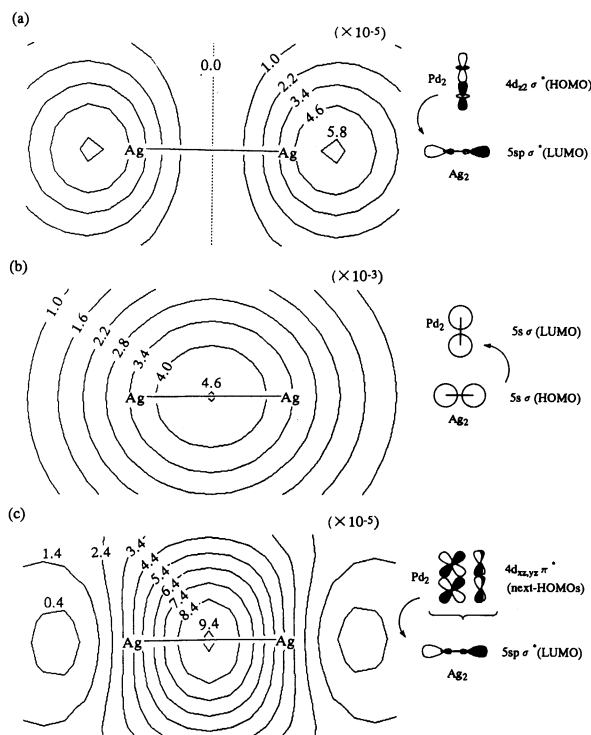 (a)
(×10-5)
0.0
1.0
2.2
3.4
4.6
5.8
Ag
Ag
Pd2
4dz2 σ* (HOMO)
5sp σ* (LUMO)
Ag2
(b)
(×10-3)
1.0
1.6
2.2
2.8
3.4
4.0
4.6
Ag
Ag
Pd2
5s σ (LUMO)
5s σ (HOMO)
Ag2
(c)
(×10-5)
1.4
2.4
3.4
4.4
5.4
6.4
7.4
8.4
9.4
0.4
Ag
Ag
Pd2
4dxz,yz π*
(next-HOMOs)
5sp σ* (LUMO)
Ag2